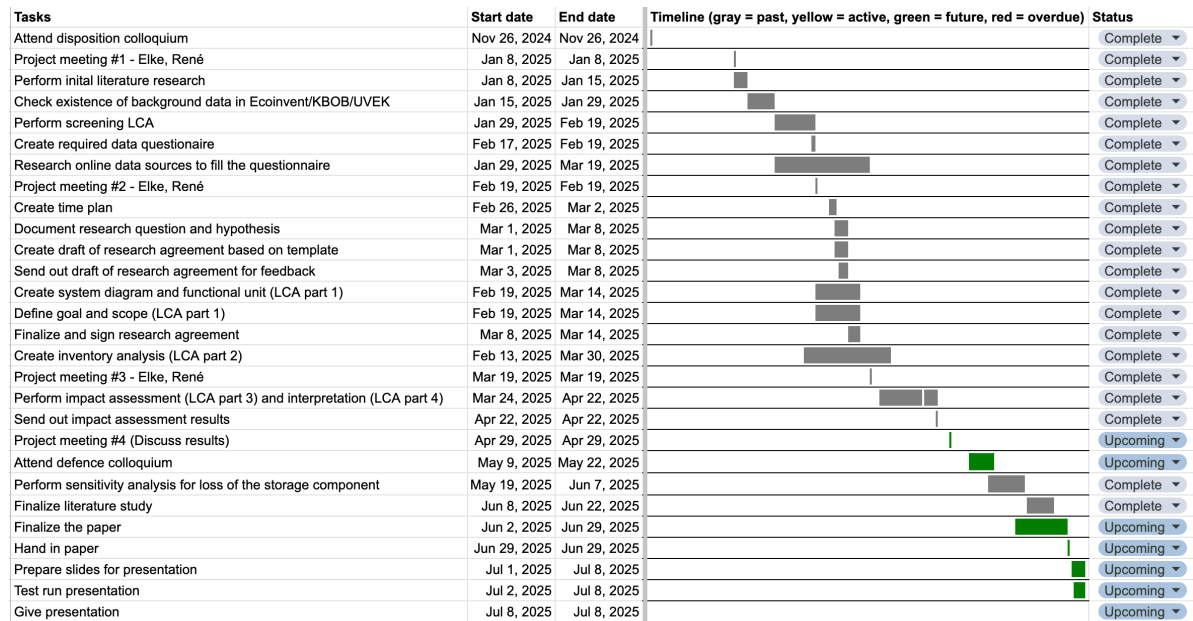 Tasks Start date End date Timeline (gray = past, yellow = active, green = future, red = overdue) Status
Attend disposition colloquium Nov 26, 2024 Nov 26, 2024 Complete
Project meeting #1 - Elke, René Jan 8, 2025 Jan 8, 2025 Complete
Perform inital literature research Jan 8, 2025 Jan 15, 2025 Complete
Check existence of background data in Ecoinvent/KBOB/UVEK Jan 15, 2025 Jan 29, 2025 Complete
Perform screening LCA Jan 29, 2025 Feb 19, 2025 Complete
Create required data questionaire Feb 17, 2025 Feb 19, 2025 Complete
Research online data sources to fill the questionnaire Jan 29, 2025 Mar 19, 2025 Complete
Project meeting #2 - Elke, René Feb 19, 2025 Feb 19, 2025 Complete
Create time plan Feb 26, 2025 Mar 2, 2025 Complete
Document research question and hypothesis Mar 1, 2025 Mar 8, 2025 Complete
Create draft of research agreement based on template Mar 1, 2025 Mar 8, 2025 Complete
Send out draft of research agreement for feedback Mar 3, 2025 Mar 8, 2025 Complete
Create system diagram and functional unit (LCA part 1) Feb 19, 2025 Mar 14, 2025 Complete
Define goal and scope (LCA part 1) Feb 19, 2025 Mar 14, 2025 Complete
Finalize and sign research agreement Mar 8, 2025 Mar 14, 2025 Complete
Create inventory analysis (LCA part 2) Feb 13, 2025 Mar 30, 2025 Complete
Project meeting #3 - Elke, René Mar 19, 2025 Mar 19, 2025 Complete
Perform impact assessment (LCA part 3) and interpretation (LCA part 4) Mar 24, 2025 Apr 22, 2025 Complete
Send out impact assessment results Apr 22, 2025 Apr 22, 2025 Complete
Project meeting #4 (Discuss results) Apr 29, 2025 Apr 29, 2025 Upcoming
Attend defence colloquium May 9, 2025 May 22, 2025 Upcoming
Perform sensitivity analysis for loss of the storage component May 19, 2025 Jun 7, 2025 Complete
Finalize literature study Jun 8, 2025 Jun 22, 2025 Complete
Finalize the paper Jun 2, 2025 Jun 29, 2025 Upcoming
Hand in paper Jun 29, 2025 Jun 29, 2025 Upcoming
Prepare slides for presentation Jul 1, 2025 Jul 8, 2025 Upcoming
Test run presentation Jul 2, 2025 Jul 8, 2025 Upcoming
Give presentation Jul 8, 2025 Jul 8, 2025 Upcoming